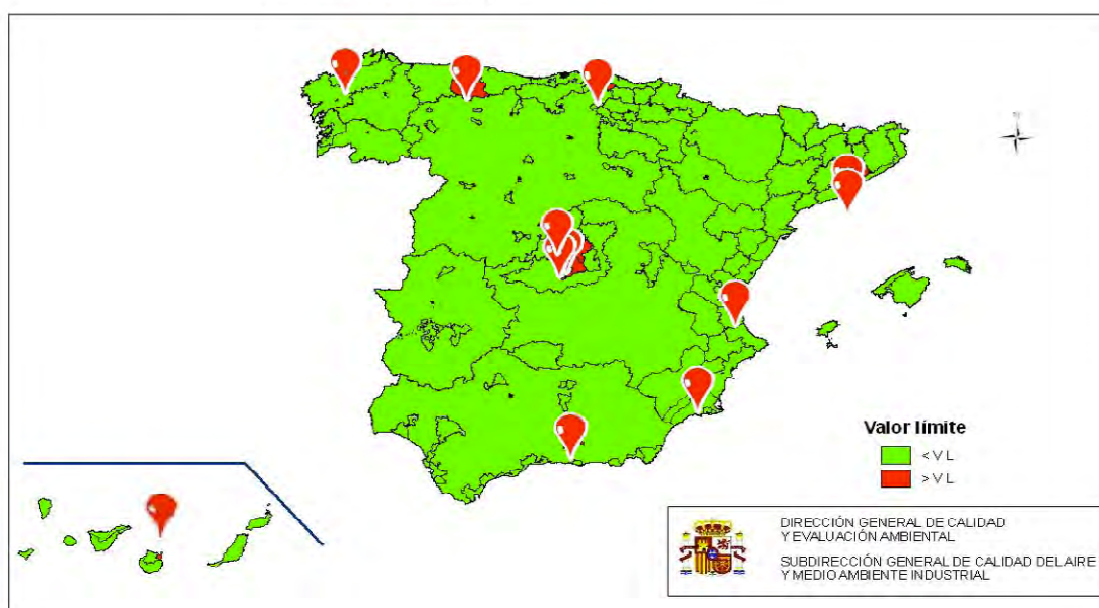 Valor límite
< V L
> V L
DIRECCIÓN GENERAL DE CALIDAD
Y EVALUACIÓN AMBIENTAL
SUBDIRECCIÓN GENERAL DE CALIDAD DEL AIRE
Y MEDIO AMBIENTE INDUSTRIAL